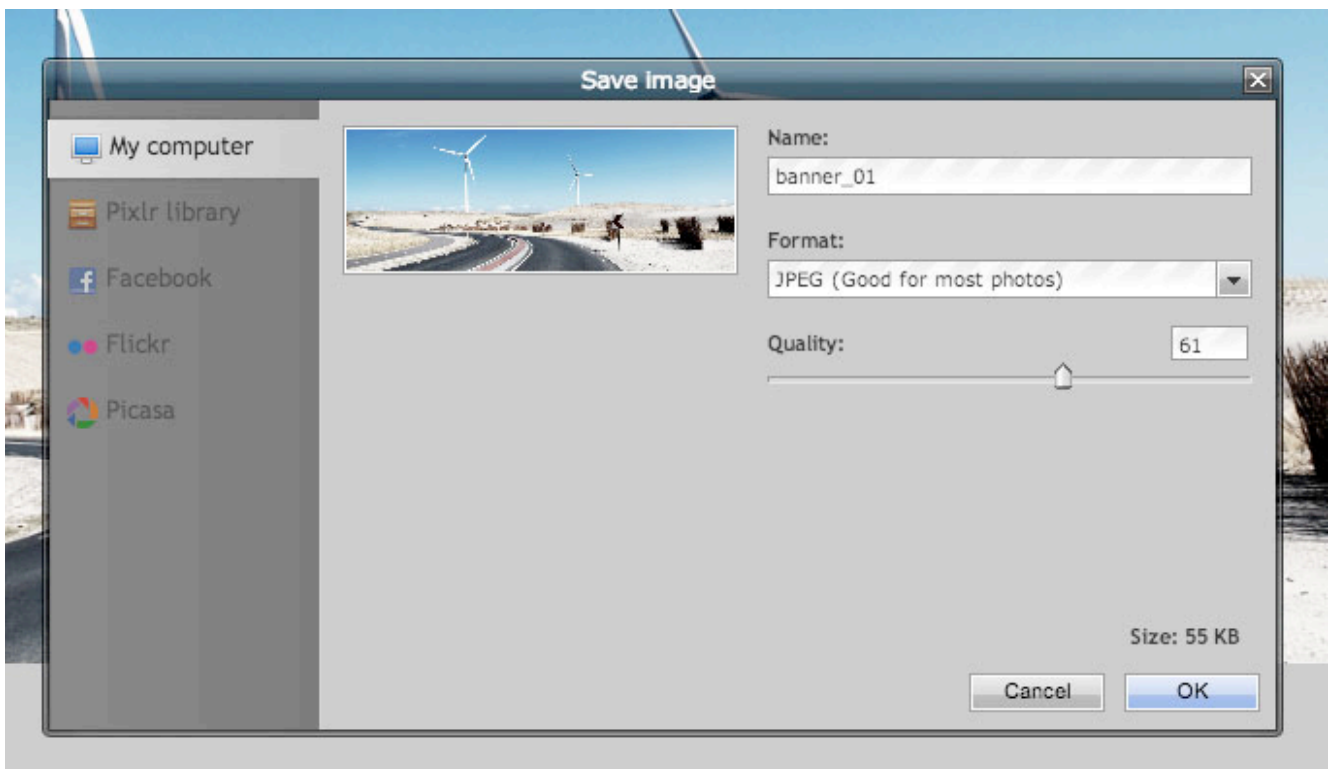 Save image
My computer
Pixlr library
Facebook
Flickr
Picasa
Name:
banner_01
Format:
JPEG (Good for most photos)
Quality:
61
Size: 55 KB
Cancel
OK